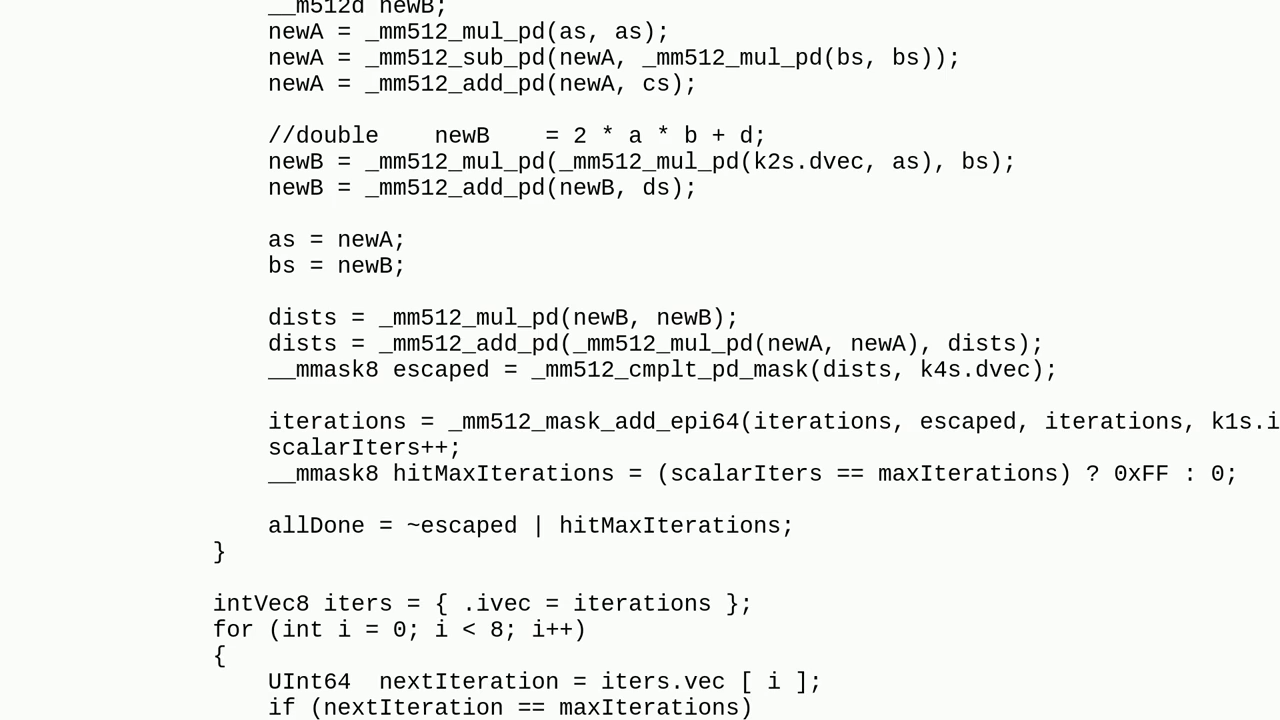 __m512d newB;
newA = _mm512_mul_pd(as, as);
newA = _mm512_sub_pd(newA, _mm512_mul_pd(bs, bs));
newA = _mm512_add_pd(newA, cs);
//double    newB    = 2 * a * b + d;
newB = _mm512_mul_pd(_mm512_mul_pd(k2s.dvec, as), bs);
newB = _mm512_add_pd(newB, ds);
as = newA;
bs = newB;
dists = _mm512_mul_pd(newB, newB);
dists = _mm512_add_pd(_mm512_mul_pd(newA, newA), dists);
__mmask8 escaped = _mm512_cmplt_pd_mask(dists, k4s.dvec);
iterations = _mm512_mask_add_epi64(iterations, escaped, iterations, k1s.i
scalarIters++;
__mmask8 hitMaxIterations = (scalarIters == maxIterations) ? 0xFF : 0;
allDone = ~escaped | hitMaxIterations;
}
intVec8 iters = { .ivec = iterations };
for (int i = 0; i < 8; i++)
{
UInt64  nextIteration = iters.vec [ i ];
if (nextIteration == maxIterations)